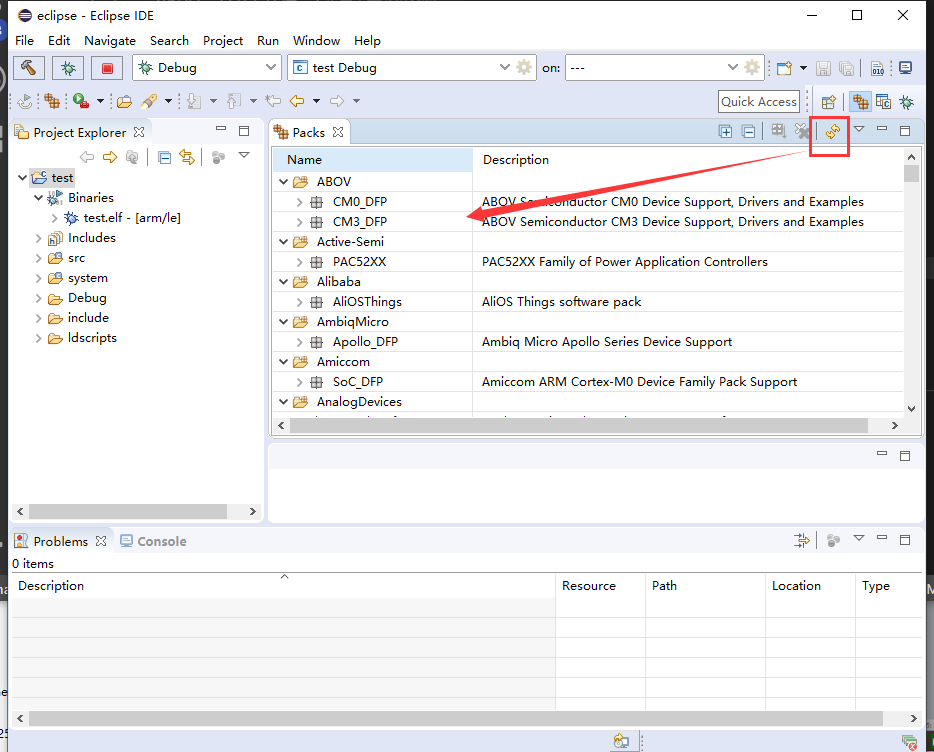 eclipse - Eclipse IDE
File Edit Navigate Search Project Run Window Help
Debug test Debug on: ---
010
Quick Access
Project Explorer
test
Binaries
test.elf - [arm/le]
Includes
src
system
Debug
include
ldscripts
Packs
Name Description
ABOV
CM0_DFP ABOV Semiconductor CM0 Device Support, Drivers and Examples
CM3_DFP ABOV Semiconductor CM3 Device Support, Drivers and Examples
Active-Semi
PAC52XX PAC52XX Family of Power Application Controllers
Alibaba
AliOSThings AliOS Things software pack
AmbiqMicro
Apollo_DFP Ambiq Micro Apollo Series Device Support
Amiccom
SoC_DFP Amiccom ARM Cortex-M0 Device Family Pack Support
AnalogDevices
Problems Console
0 items
Description Resource Path Location Type